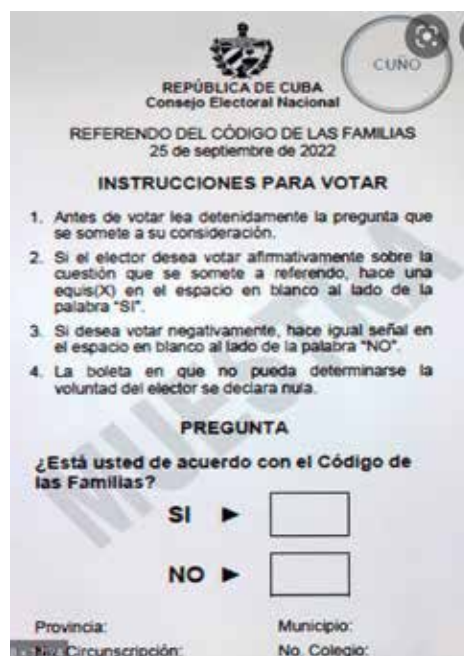 CUÑO
REPÚBLICA DE CUBA
Consejo Electoral Nacional
REFERENDO DEL CÓDIGO DE LAS FAMILIAS
25 de septiembre de 2022
INSTRUCCIONES PARA VOTAR
1. Antes de votar lea detenidamente la pregunta que
se somete a su consideración.
2. Si el elector desea votar afirmativamente sobre la
cuestión que se somete a referendo, hace una
equis(X) en el espacio en blanco al lado de la
palabra "SI".
3. Si desea votar negativamente, hace igual señal en
el espacio en blanco al lado de la palabra "NO".
4. La boleta en que no pueda determinarse la
voluntad del elector se declara nula.
MUESTRA
PREGUNTA
¿Está usted de acuerdo con el Código de
las Familias?
SI ►
NO ►
Provincia: Municipio:
Circunscripción: No. Colegio: